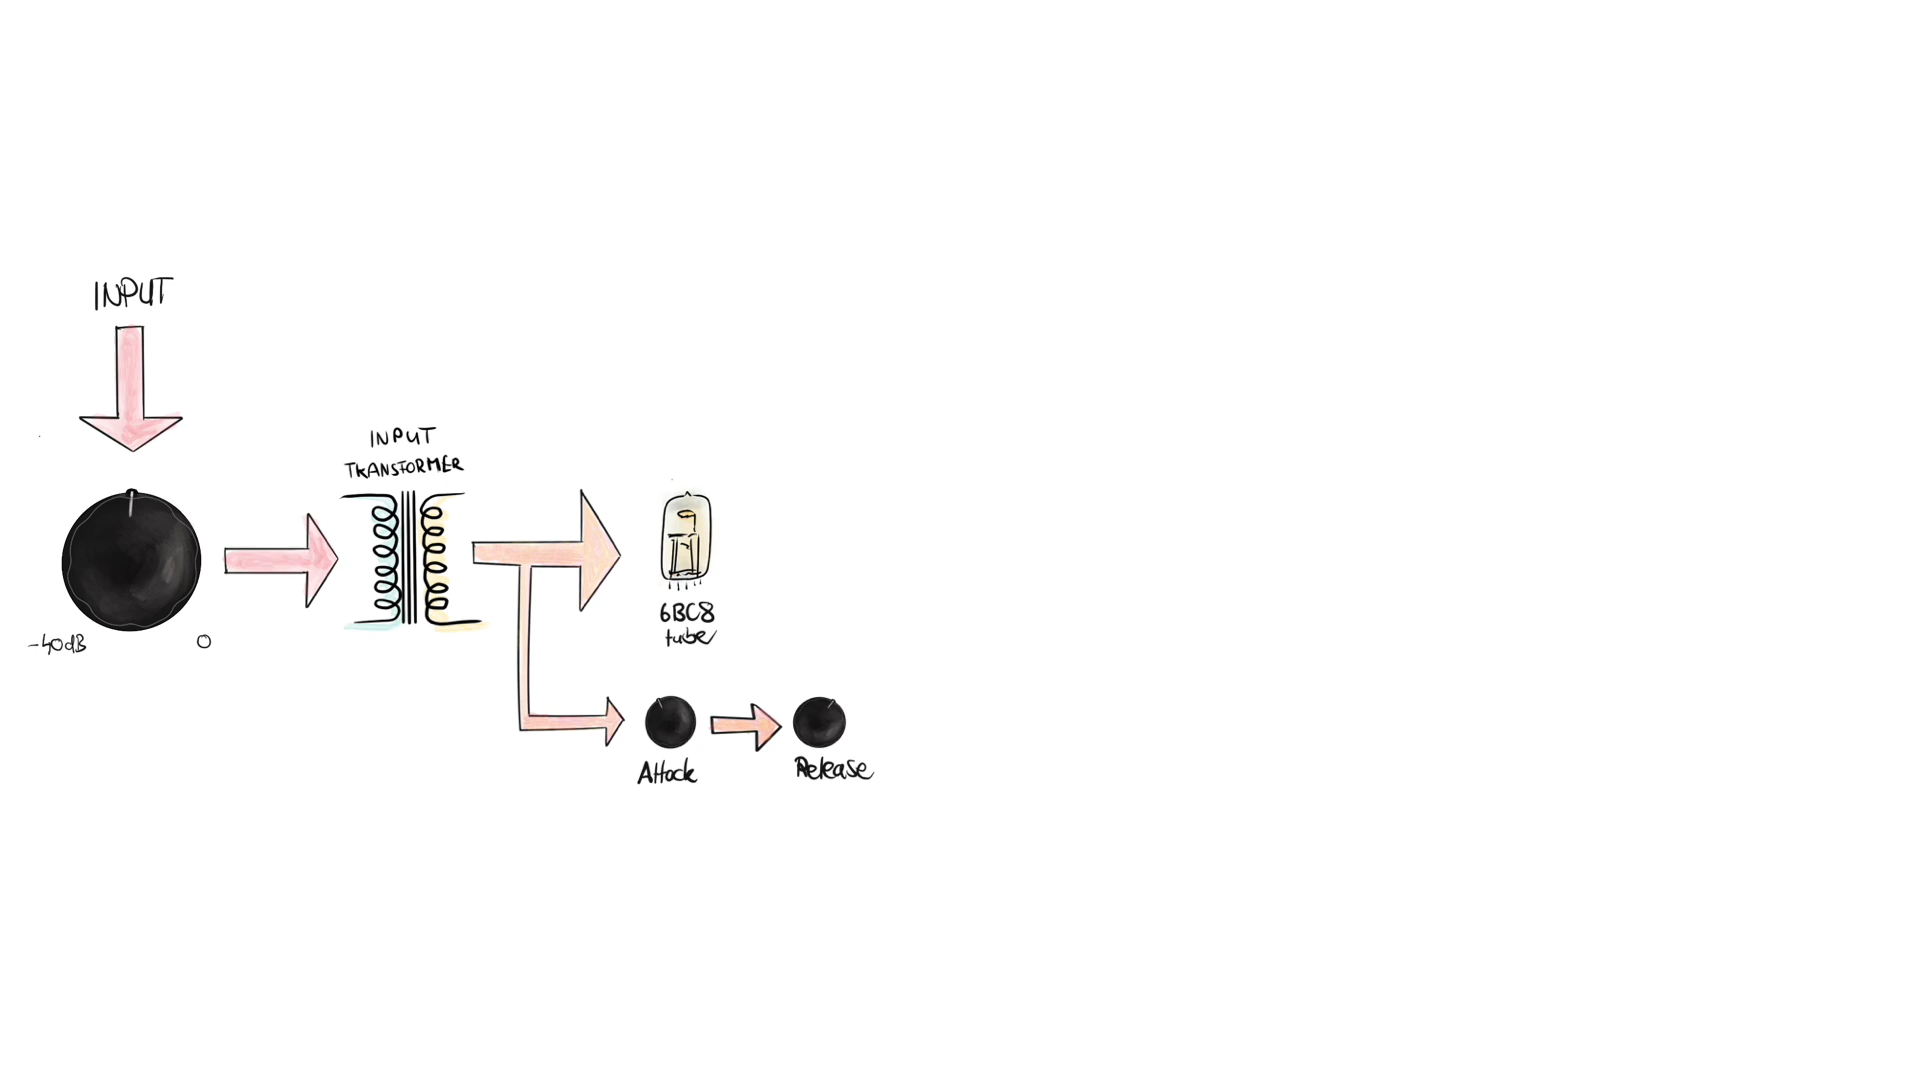 INPUT
INPUT
TRANSFORMER
-40dB
0
6BC8
tube
Attack
Release